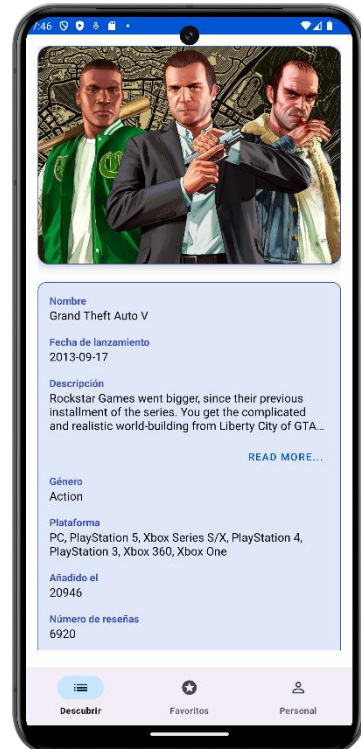 7:46
Nombre
Grand Theft Auto V
Fecha de lanzamiento
2013-09-17
Descripción
Rockstar Games went bigger, since their previous
installment of the series. You get the complicated
and realistic world-building from Liberty City of GTA...
READ MORE...
Género
Action
Plataforma
PC, PlayStation 5, Xbox Series S/X, PlayStation 4,
PlayStation 3, Xbox 360, Xbox One
Añadido el
20946
Número de reseñas
6920
Descubrir Favoritos Personal